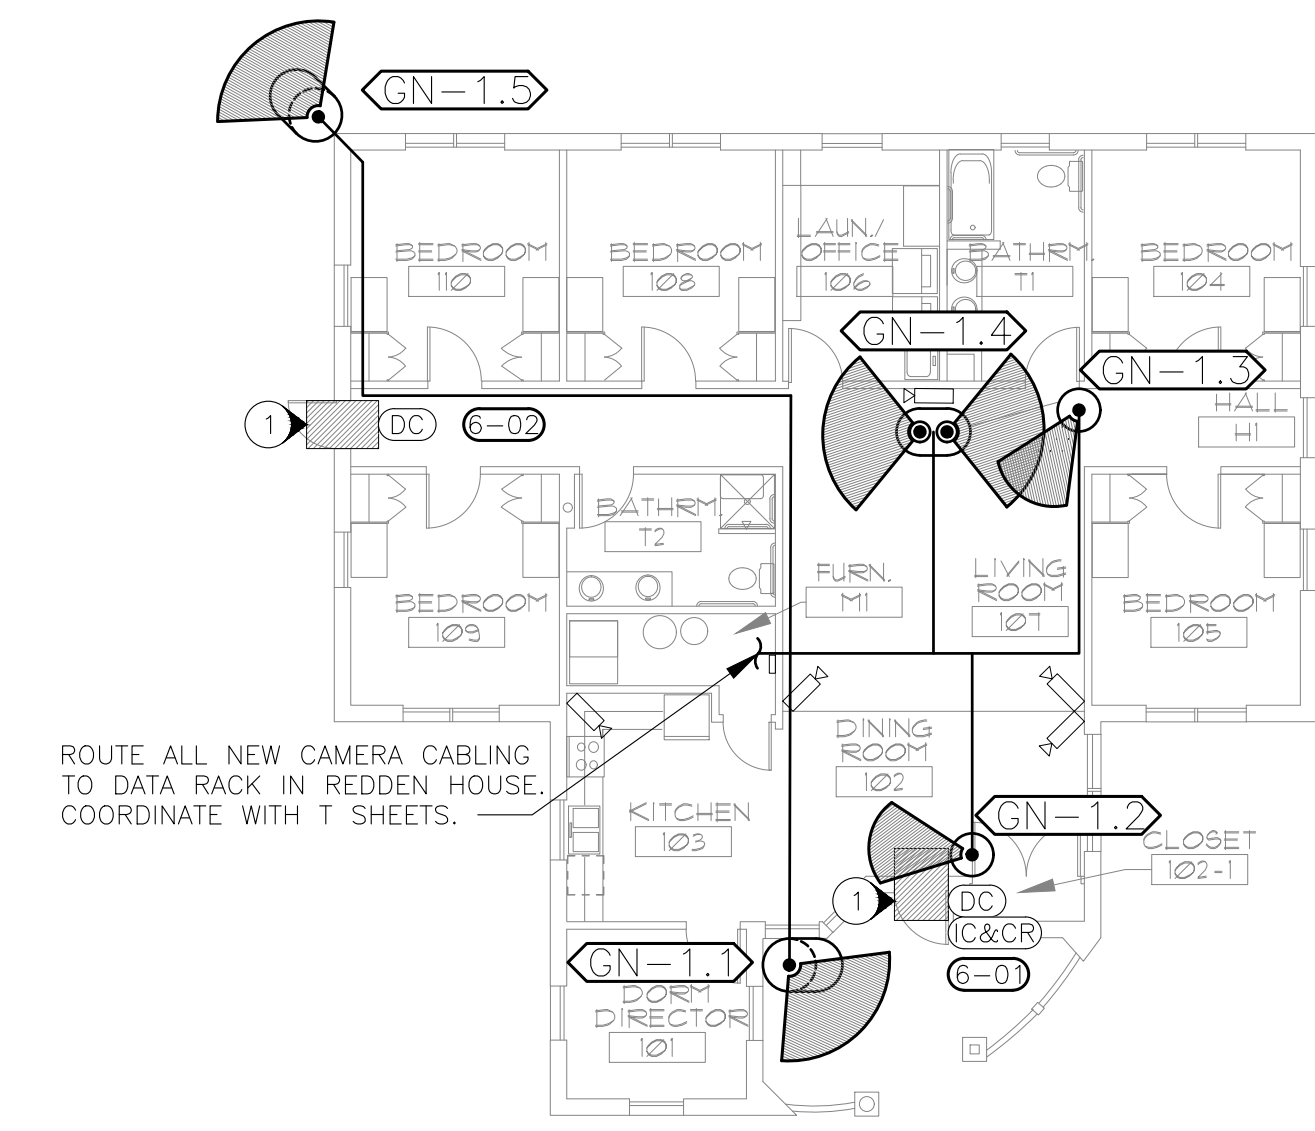 GN-1.5
BEDROOM
110
BEDROOM
108
LAUN./
OFFICE
106
BATHRM.
T1
BEDROOM
104
GN-1.4
GN-1.3
HALL
H1
1
DC
6-02
BATHRM.
T2
FURN.
M1
LIVING
ROOM
107
BEDROOM
109
BEDROOM
105
ROUTE ALL NEW CAMERA CABLING
TO DATA RACK IN REDDEN HOUSE.
COORDINATE WITH T SHEETS.
DINING
ROOM
102
KITCHEN
103
GN-1.2
CLOSET
102-1
1
DC
IC&CR
6-01
GN-1.1
DORM
DIRECTOR
101